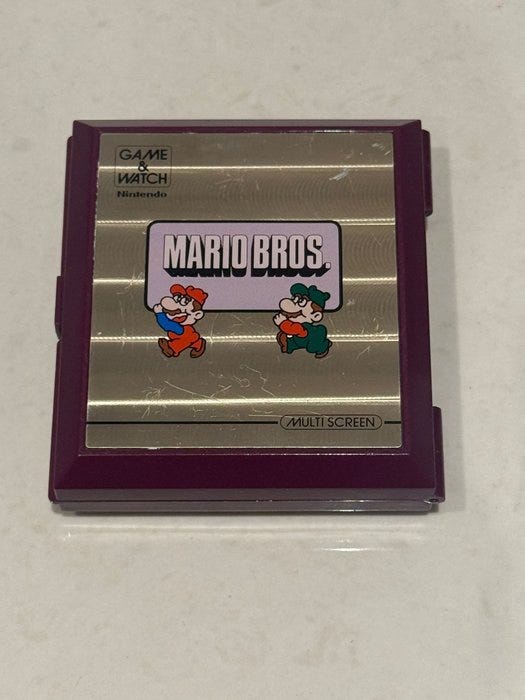 GAME
&
WATCH
Nintendo
MARIO BROS.
MULTI SCREEN